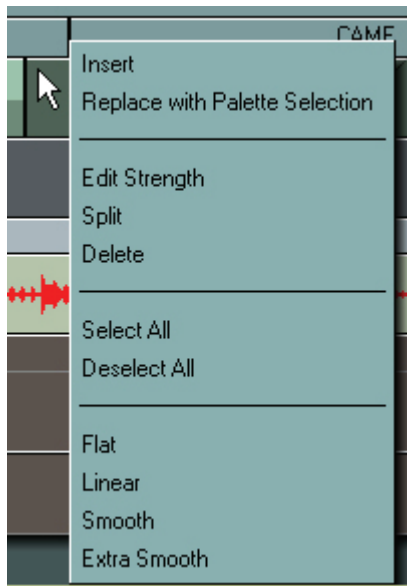 CAME
Insert
Replace with Palette Selection
Edit Strength
Split
Delete
Select All
Deselect All
Flat
Linear
Smooth
Extra Smooth